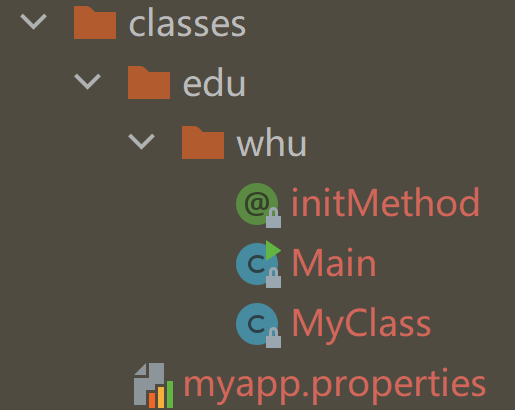 classes
edu
whu
@ initMethod
C Main
C MyClass
myapp.properties